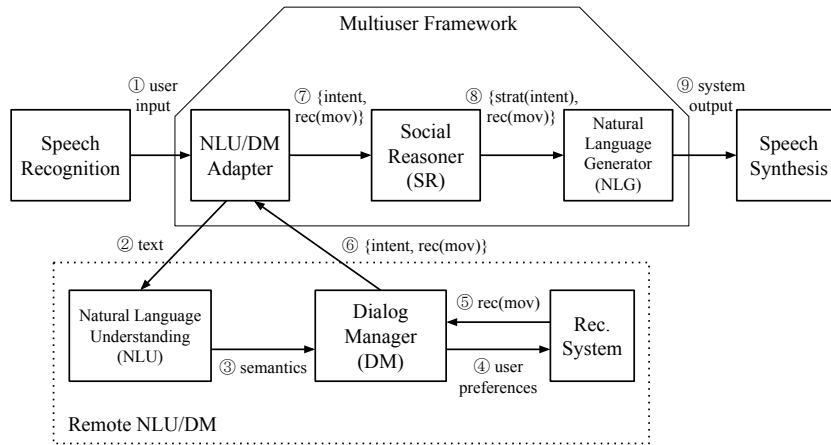 Multiuser Framework
① user
input
⑦ {intent,
rec(mov)}
⑧ {strat(intent),
rec(mov)}
⑨ system
output
Speech
Recognition
NLU/DM
Adapter
Social
Reasoner
(SR)
Natural
Language
Generator
(NLG)
Speech
Synthesis
② text
⑥ {intent, rec(mov)}
Natural Language
Understanding
(NLU)
③ semantics
Dialog
Manager
(DM)
⑤ rec(mov)
④ user
preferences
Rec.
System
Remote NLU/DM